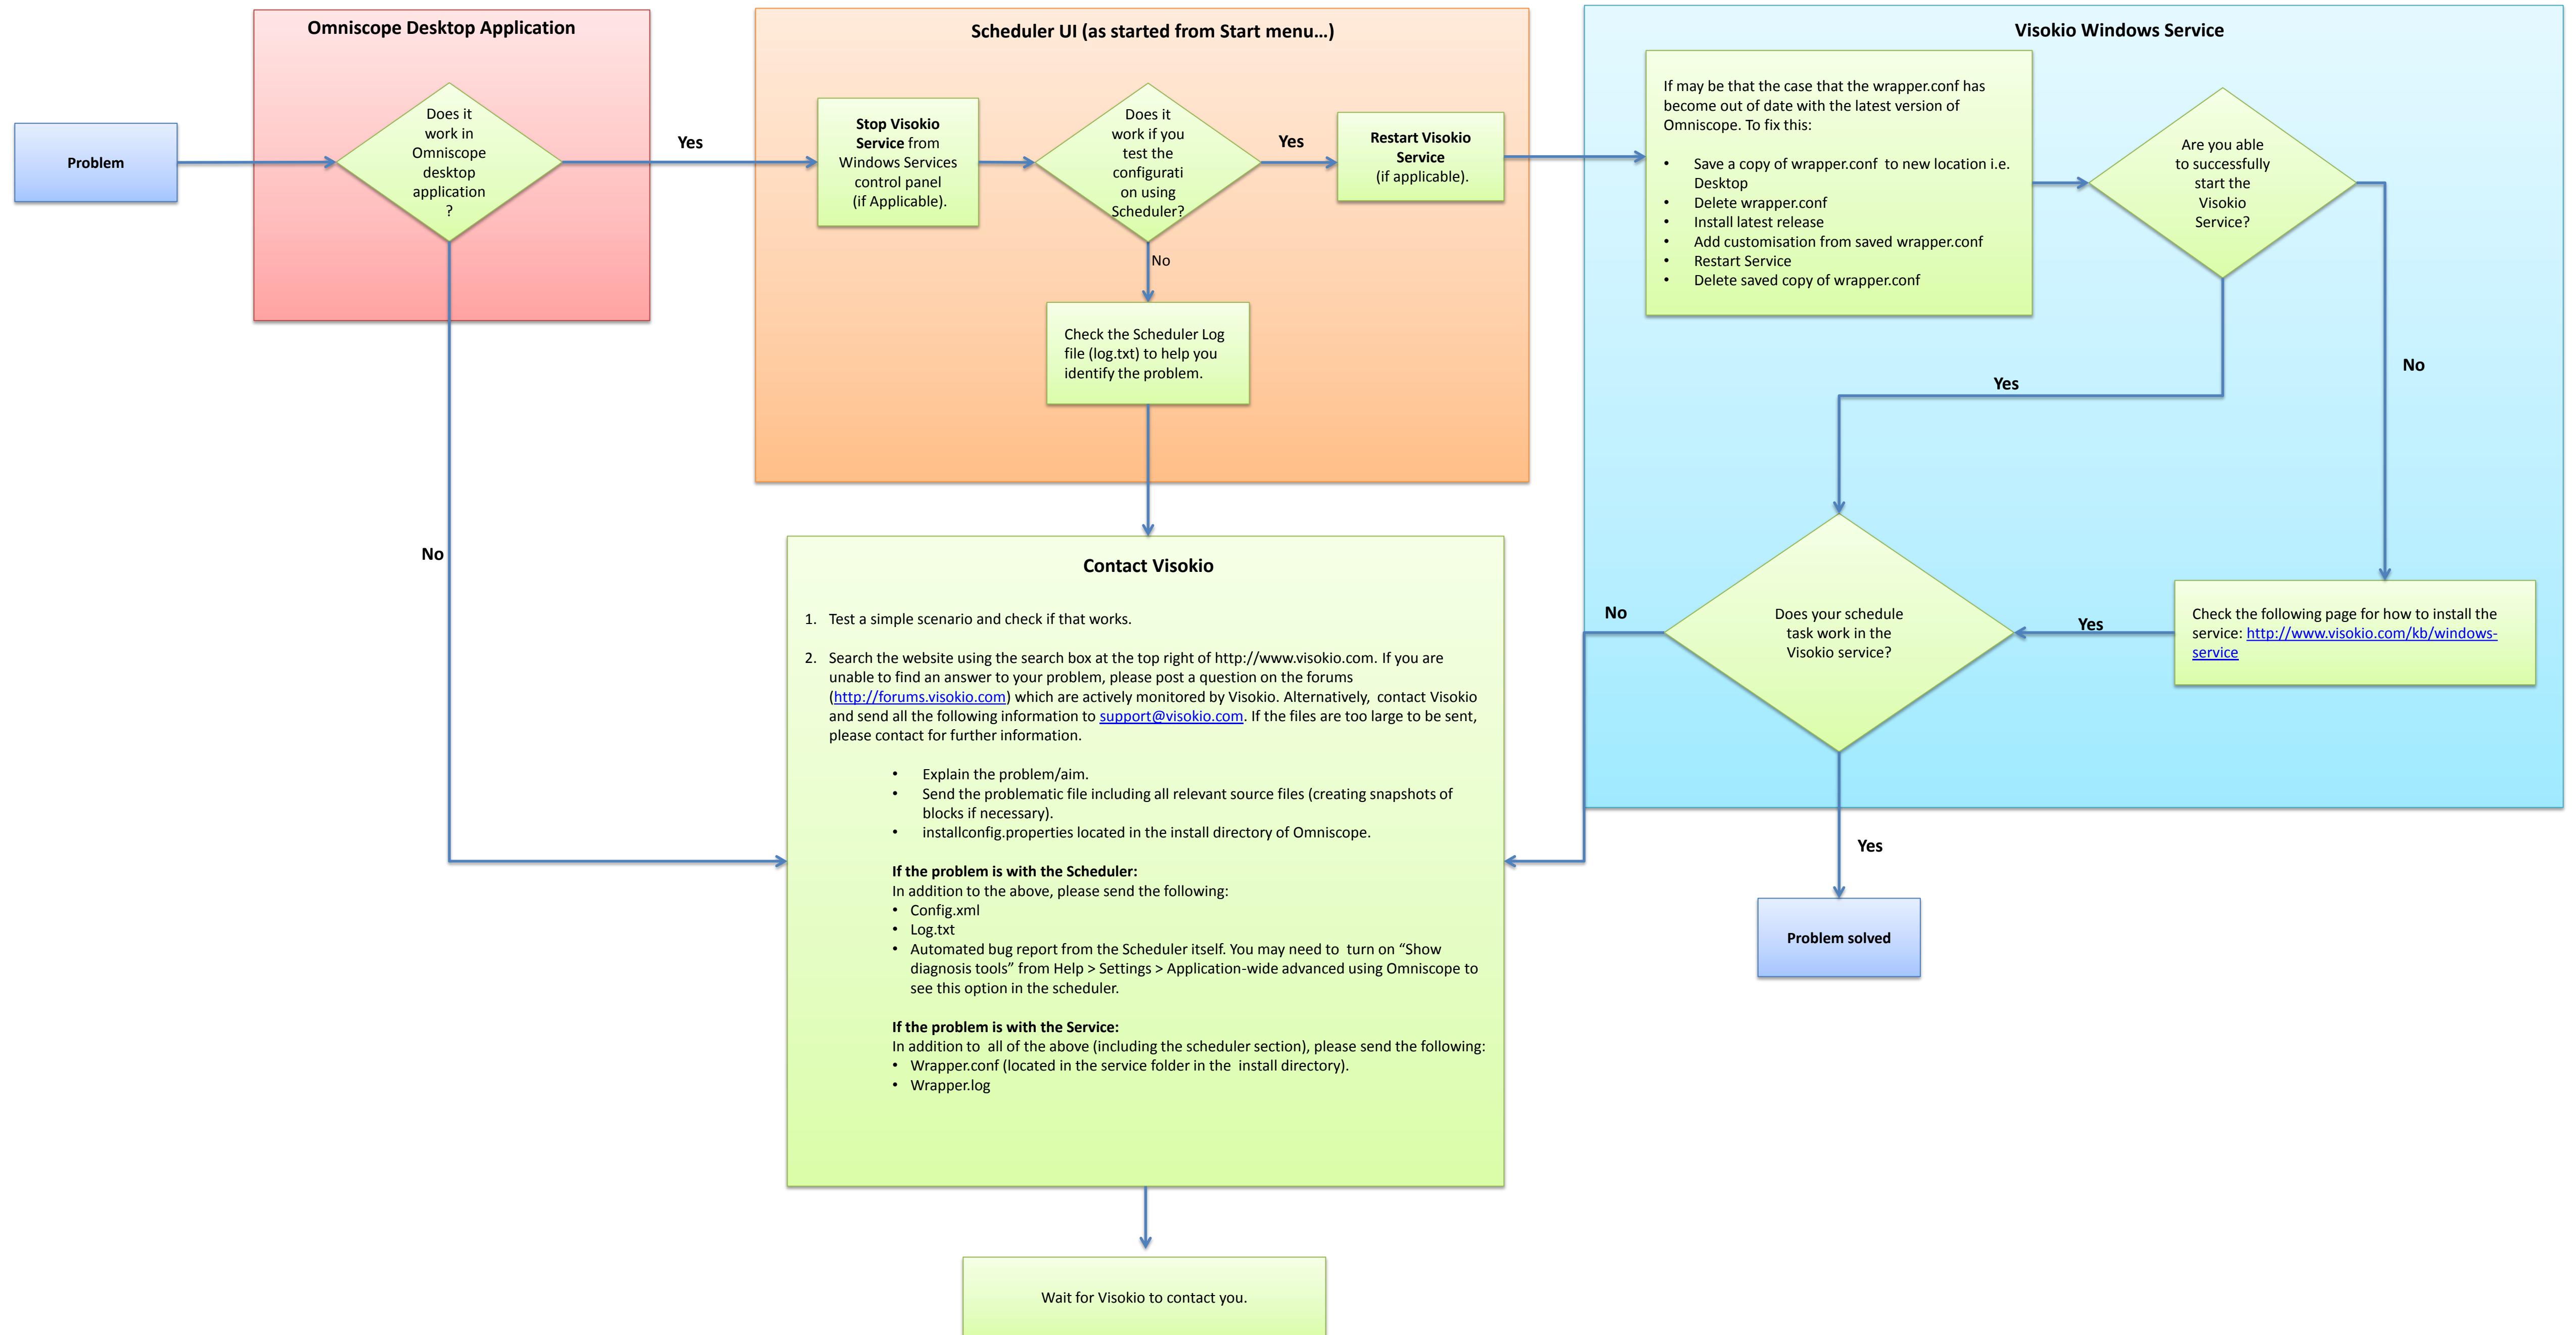 Omniscope Desktop Application
Problem
Does it
work in
Omniscope
desktop
application
?
Yes
No
Scheduler UI (as started from Start menu…)
Stop Visokio
Service from
Windows Services
control panel
(if Applicable).
Does it
work if you
test the
configurati
on using
Scheduler?
Yes
Restart Visokio
Service
(if applicable).
No
Check the Scheduler Log
file (log.txt) to help you
identify the problem.
Visokio Windows Service
If may be that the case that the wrapper.conf has
become out of date with the latest version of
Omniscope. To fix this:
• Save a copy of wrapper.conf to new location i.e.
Desktop
• Delete wrapper.conf
• Install latest release
• Add customisation from saved wrapper.conf
• Restart Service
• Delete saved copy of wrapper.conf
Are you able
to successfully
start the
Visokio
Service?
No
Yes
Check the following page for how to install the
service: http://www.visokio.com/kb/windows-
service
Yes
Does your schedule
task work in the
Visokio service?
No
Yes
Problem solved
Contact Visokio
1. Test a simple scenario and check if that works.
2. Search the website using the search box at the top right of http://www.visokio.com. If you are
unable to find an answer to your problem, please post a question on the forums
(http://forums.visokio.com) which are actively monitored by Visokio. Alternatively, contact Visokio
and send all the following information to support@visokio.com. If the files are too large to be sent,
please contact for further information.
• Explain the problem/aim.
• Send the problematic file including all relevant source files (creating snapshots of
blocks if necessary).
• installconfig.properties located in the install directory of Omniscope.
If the problem is with the Scheduler:
In addition to the above, please send the following:
• Config.xml
• Log.txt
• Automated bug report from the Scheduler itself. You may need to turn on “Show
diagnosis tools” from Help > Settings > Application-wide advanced using Omniscope to
see this option in the scheduler.
If the problem is with the Service:
In addition to all of the above (including the scheduler section), please send the following:
• Wrapper.conf (located in the service folder in the install directory).
• Wrapper.log
Wait for Visokio to contact you.